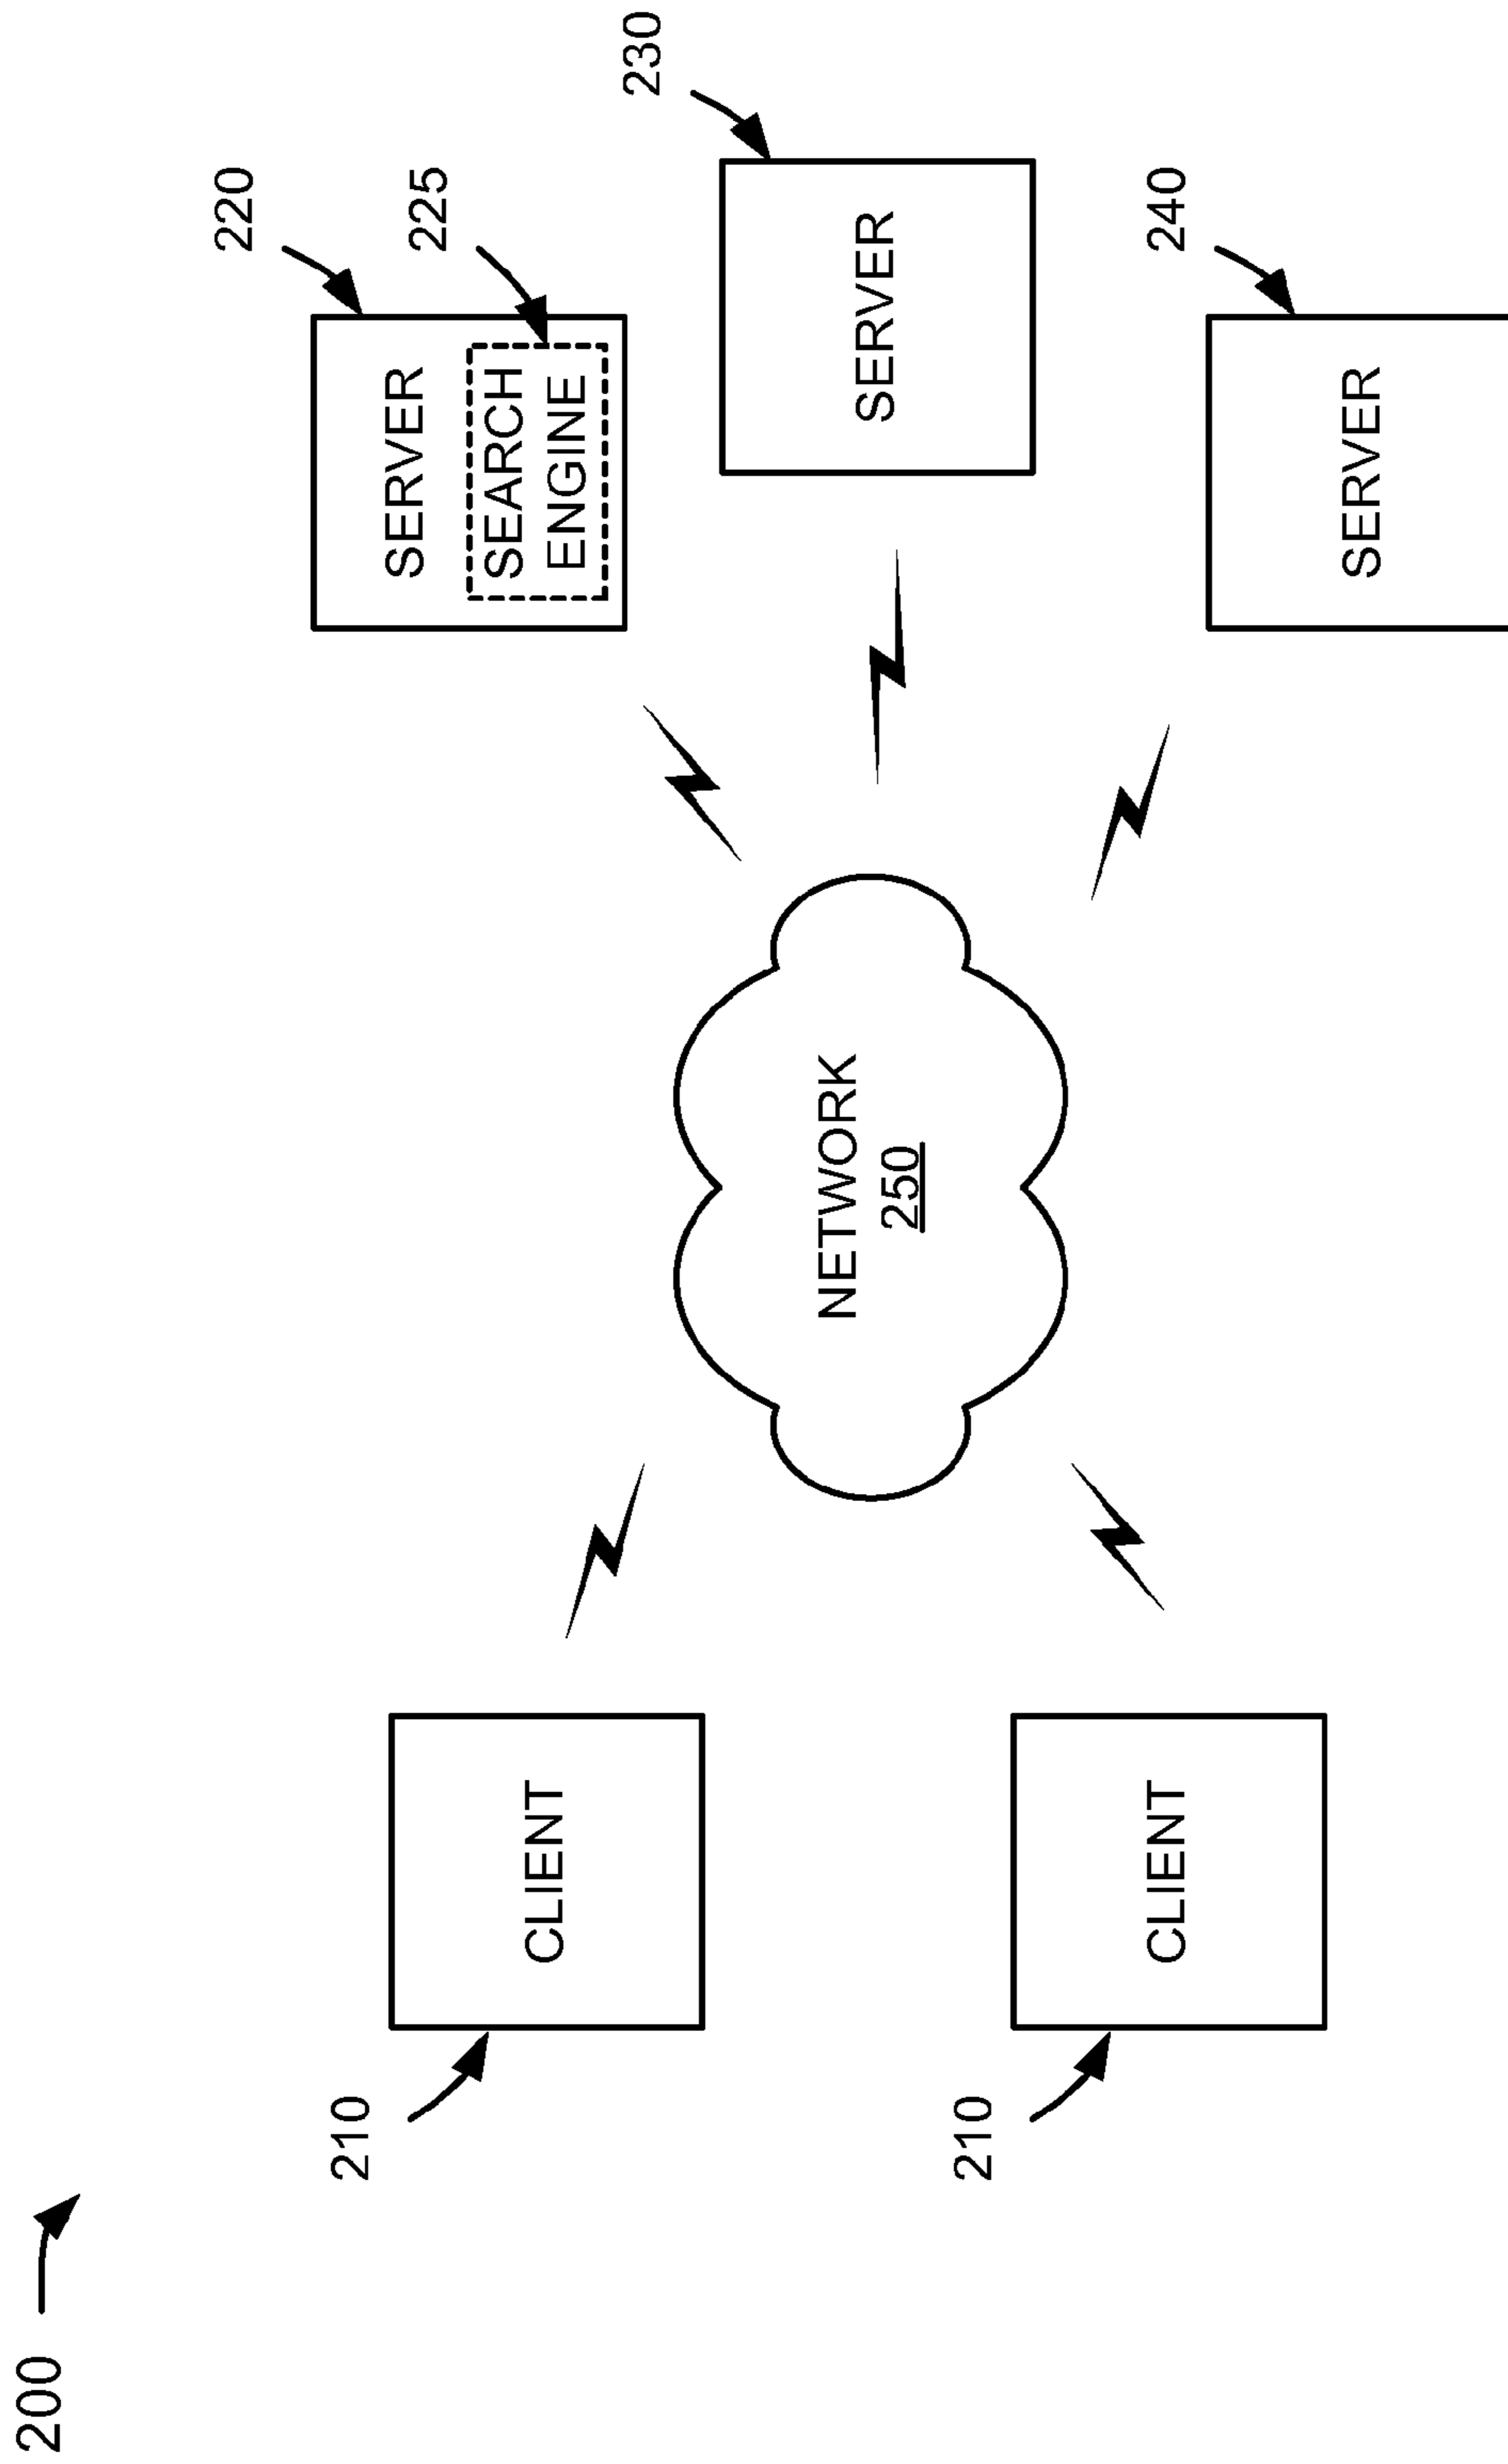 200
220
SERVER
225
SEARCH
ENGINE
210
CLIENT
230
SERVER
NETWORK
250
240
SERVER
210
CLIENT